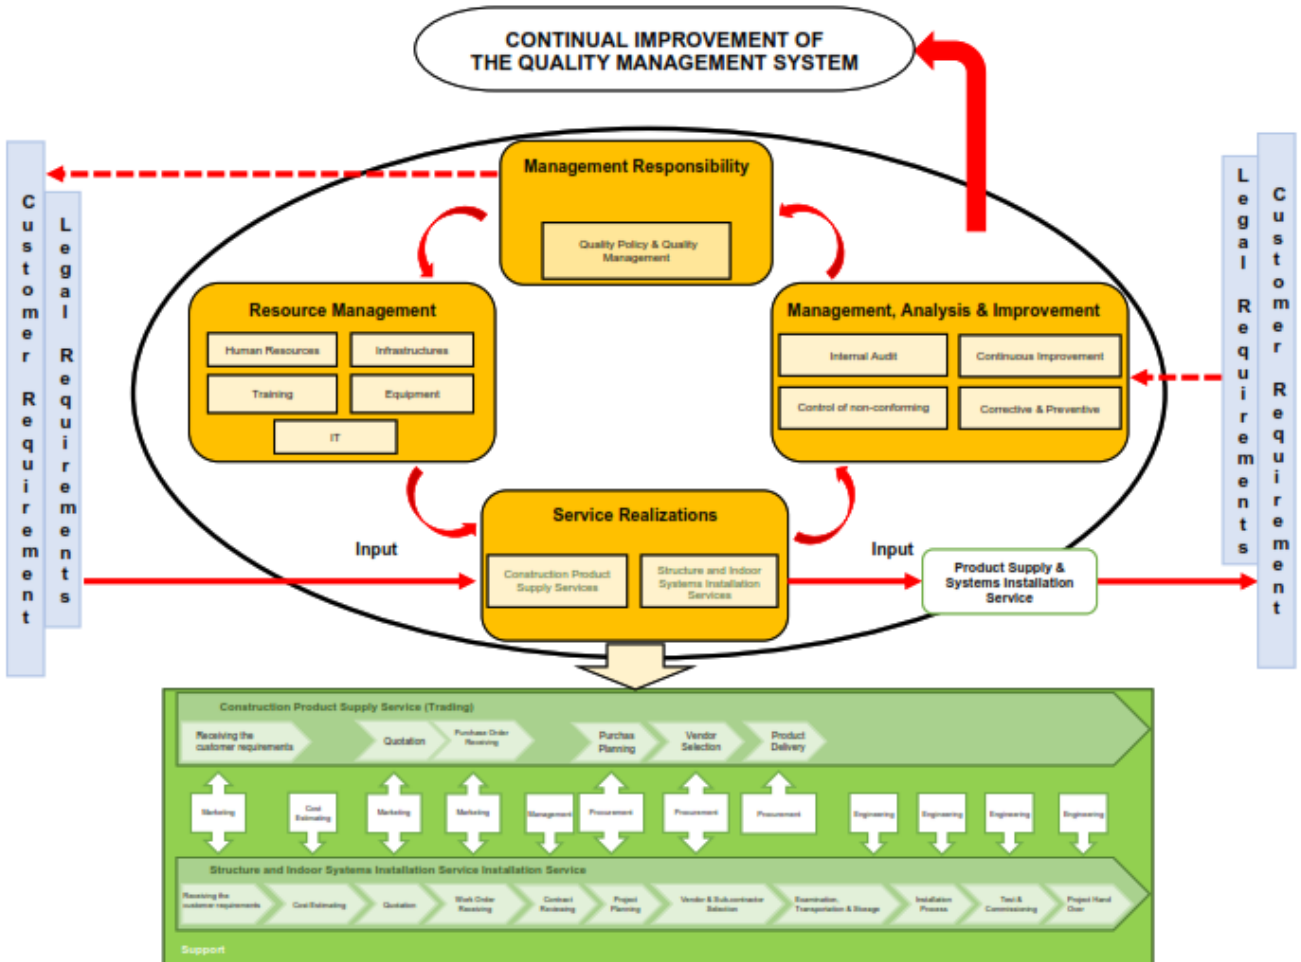 CONTINUAL IMPROVEMENT OF
THE QUALITY MANAGEMENT SYSTEM
Customer Requirement
Legal Requirements
Management Responsibility
Quality Policy & Quality
Management
Legal Requirements
Customer Requirement
Resource Management
Human Resources
Infrastructures
Training
Equipment
IT
Management, Analysis & Improvement
Internal Audit
Continuous Improvement
Control of non-conforming
Corrective & Preventive
Input
Service Realizations
Construction Product
Supply Services
Structure and Indoor
Systems Installation
Services
Input
Product Supply &
Systems Installation
Service
Construction Product Supply Service (Trading)
Receiving the
customer requirements
Quotation
Purchase Order
Receiving
Purchas
Planning
Vendor
Selection
Product
Delivery
Marketing
Cost
Estimating
Marketing
Marketing
Management
Procurement
Procurement
Procurement
Engineering
Engineering
Engineering
Engineering
Structure and Indoor Systems Installation Service Installation Service
Receiving the
customer requirements
Cost Estimating
Quotation
Work Order
Receiving
Contract
Reviewing
Project
Planning
Vendor & Subcontractor
Selection
Examination,
Transportation & Storage
Installation
Process
Test &
Commissioning
Project Hand
Over
Support